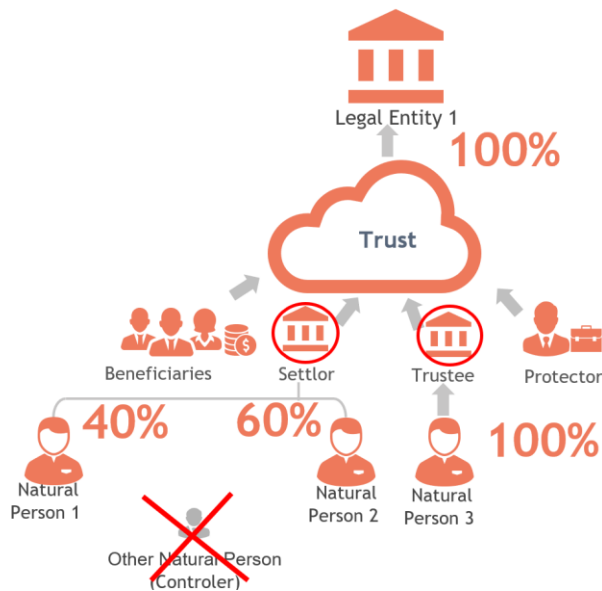 Legal Entity 1
100%
Trust
Beneficiaries
Settlor
Trustee
Protector
40%
60%
100%
Natural
Person 1
Natural
Person 2
Natural
Person 3
Other Natural Person
(Controler)